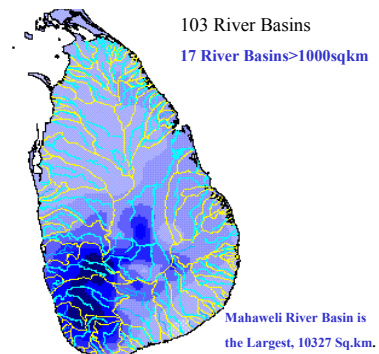 103 River Basins
17 River Basins>1000sqkm
Mahaweli River Basin is
the Largest, 10327 Sq.km.